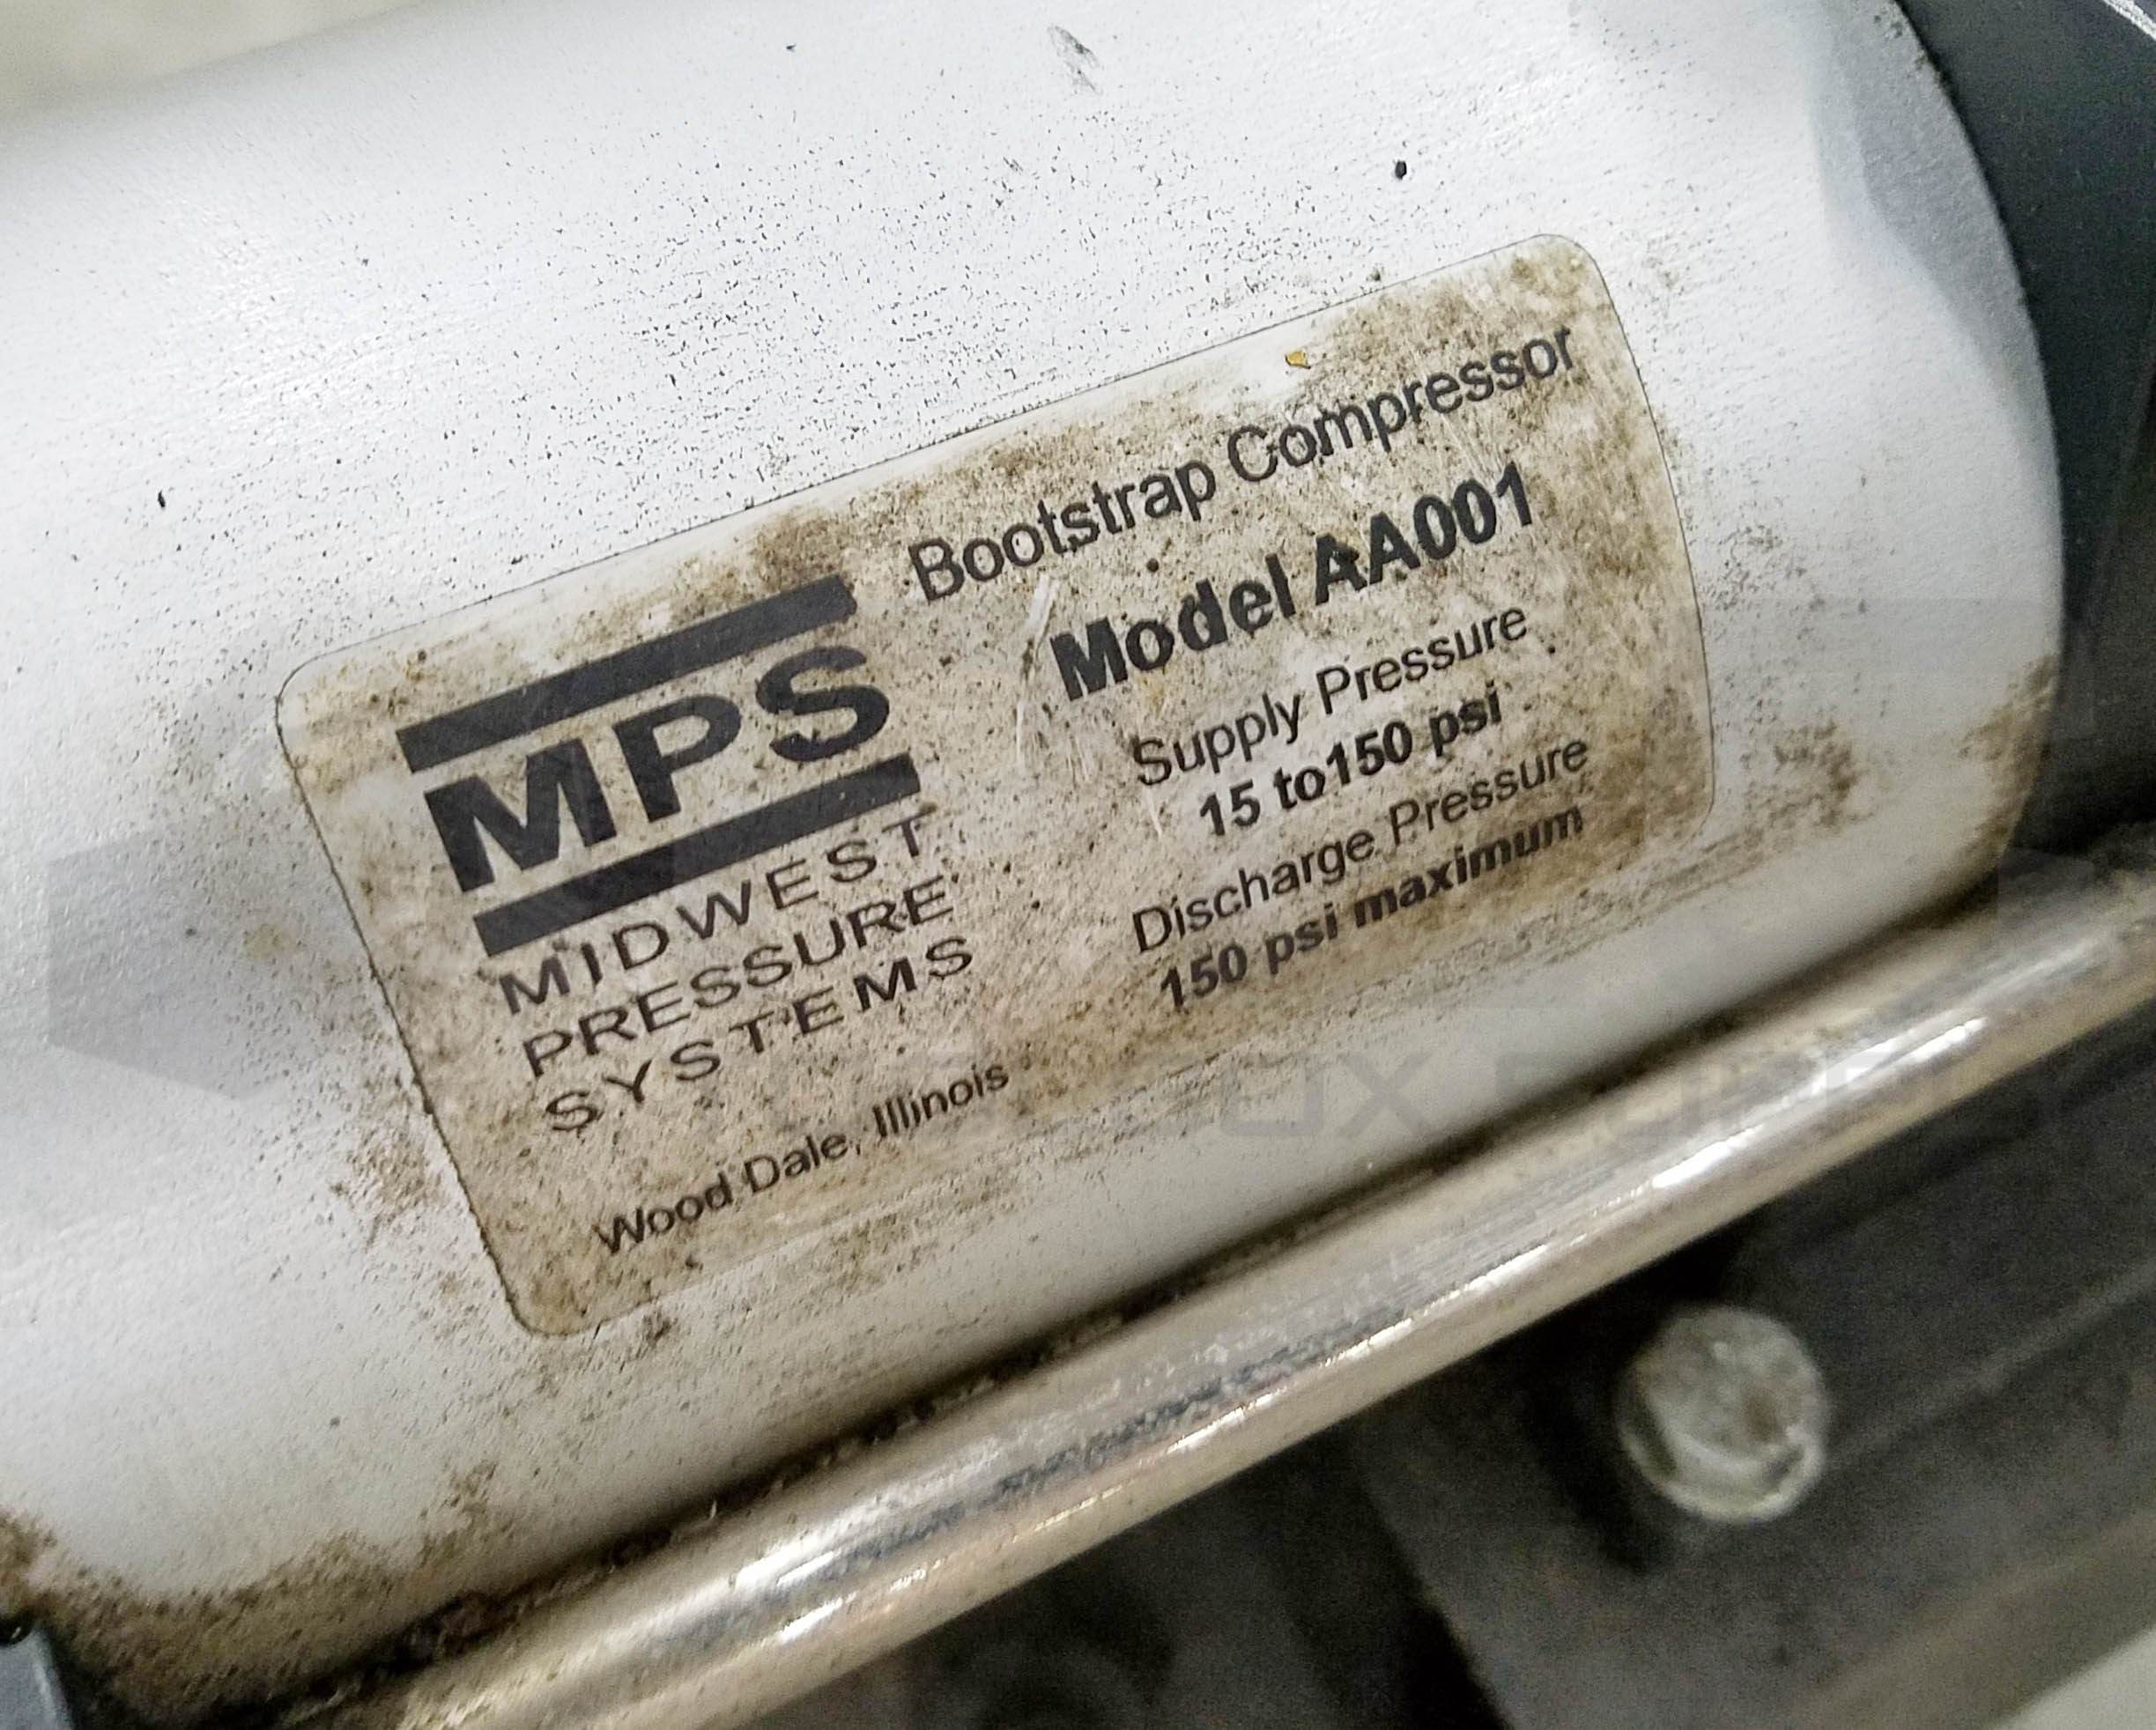 MPS
MIDWEST
PRESSURE
SYSTEMS
Wood Dale, Illinois
Bootstrap Compressor
Model AA001
Supply Pressure
15 to150 psi
Discharge Pressure
150 psi maximum